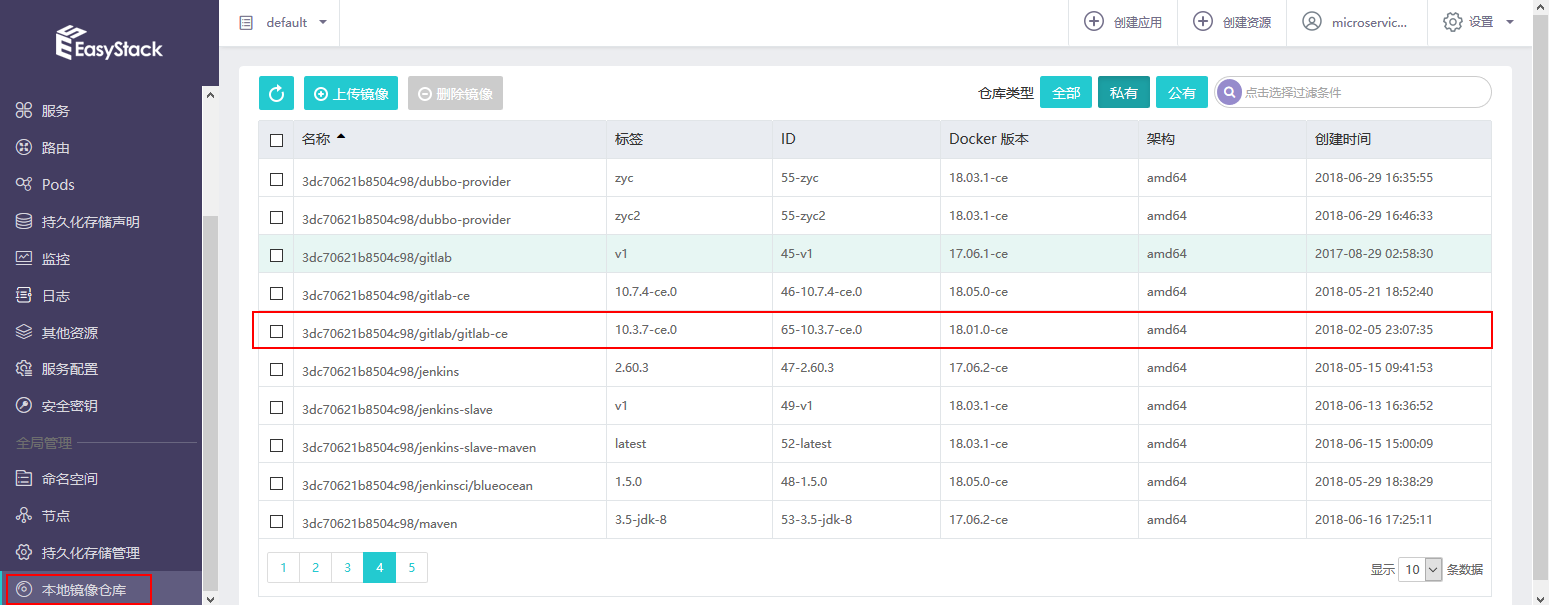 EasyStack
default
创建应用
创建资源
microservic...
设置
服务
路由
Pods
持久化存储声明
监控
日志
其他资源
服务配置
安全密钥
全局管理
命名空间
节点
持久化存储管理
本地镜像仓库
上传镜像
删除镜像
仓库类型 全部 私有 公有 点击选择过滤条件
名称 标签 ID Docker 版本 架构 创建时间
3dc70621b8504c98/dubbo-provider zyc 55-zyc 18.03.1-ce amd64 2018-06-29 16:35:55
3dc70621b8504c98/dubbo-provider zyc2 55-zyc2 18.03.1-ce amd64 2018-06-29 16:46:33
3dc70621b8504c98/gitlab v1 45-v1 17.06.1-ce amd64 2017-08-29 02:58:30
3dc70621b8504c98/gitlab-ce 10.7.4-ce.0 46-10.7.4-ce.0 18.05.0-ce amd64 2018-05-21 18:52:40
3dc70621b8504c98/gitlab/gitlab-ce 10.3.7-ce.0 65-10.3.7-ce.0 18.01.0-ce amd64 2018-02-05 23:07:35
3dc70621b8504c98/jenkins 2.60.3 47-2.60.3 17.06.2-ce amd64 2018-05-15 09:41:53
3dc70621b8504c98/jenkins-slave v1 49-v1 18.03.1-ce amd64 2018-06-13 16:36:52
3dc70621b8504c98/jenkins-slave-maven latest 52-latest 18.03.1-ce amd64 2018-06-15 15:00:09
3dc70621b8504c98/jenkinsci/blueocean 1.5.0 48-1.5.0 18.05.0-ce amd64 2018-05-29 18:38:29
3dc70621b8504c98/maven 3.5-jdk-8 53-3.5-jdk-8 17.06.2-ce amd64 2018-06-16 17:25:11
1 2 3 4 5
显示 10 条数据